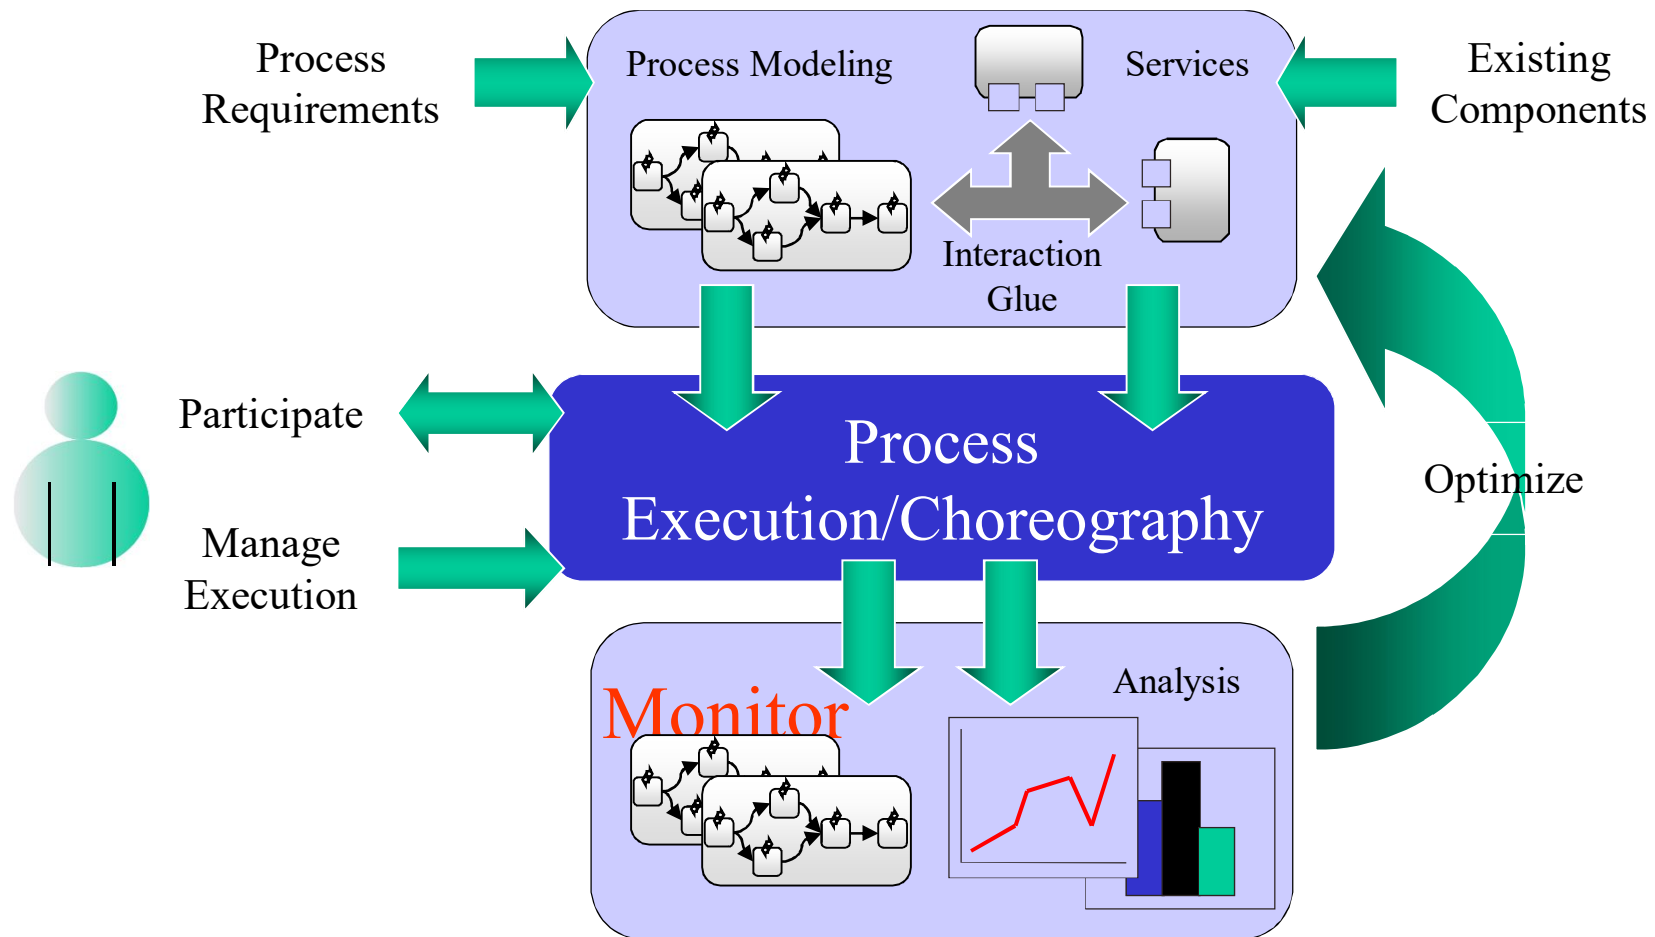 Process
Requirements
Process Modeling
Services
Existing
Components
Interaction
Glue
Participate
Process
Execution/Choreography
Optimize
Manage
Execution
Monitor
Analysis